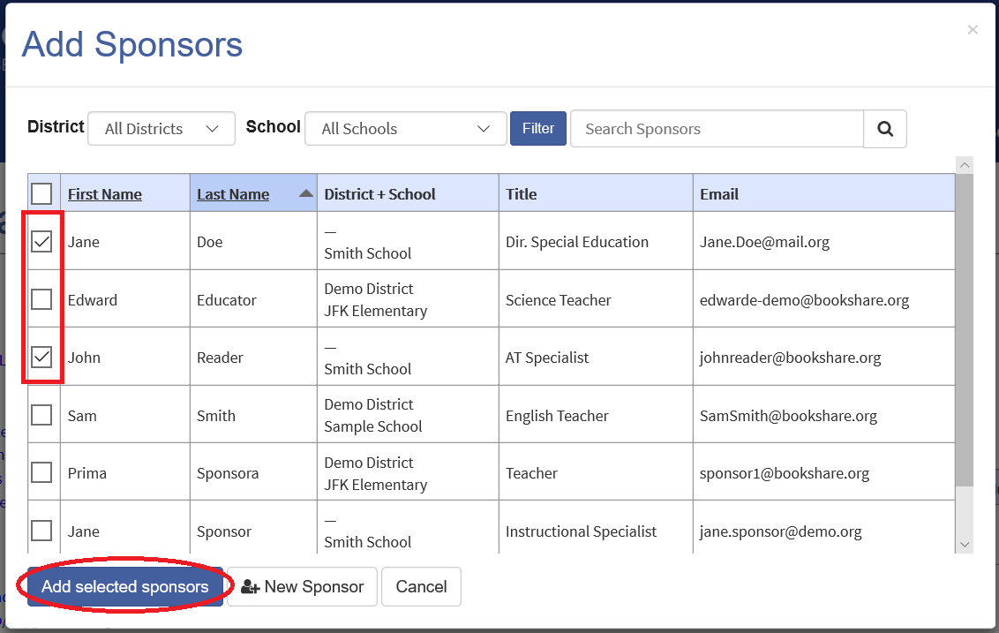 Add Sponsors
×
District All Districts School All Schools Filter Search Sponsors
First Name Last Name District + School Title Email
Jane Doe — Dir. Special Education Jane.Doe@mail.org
Smith School
Edward Educator Demo District Science Teacher edwarde-demo@bookshare.org
JFK Elementary
John Reader — AT Specialist johnreader@bookshare.org
Smith School
Sam Smith Demo District English Teacher SamSmith@bookshare.org
Sample School
Prima Sponsora Demo District Teacher sponsor1@bookshare.org
JFK Elementary
Jane Sponsor — Instructional Specialist jane.sponsor@demo.org
Smith School
Add selected sponsors New Sponsor Cancel